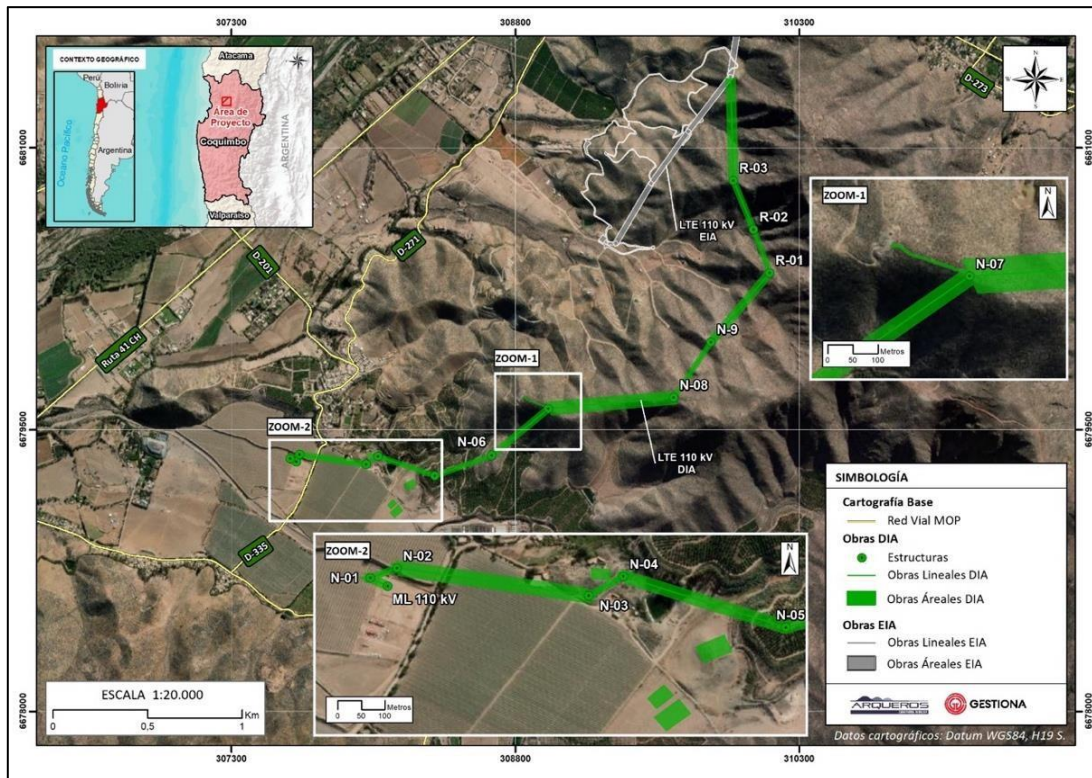 307300
308800
310300
6681000
6679500
6678000
6681000
6679500
6678000
CONTEXTO GEOGRÁFICO
Perú
Bolivia
Argentina
Oceano Pacífico
Atacama
Área de
Proyecto
Coquimbo
ARGENTINA
Valparaíso
N
D-273
D-271
D-201
Ruta 41 CH
D-335
R-03
R-02
R-01
LTE 110 kV
EIA
N-9
N-08
N-06
LTE 110 kV
DIA
ZOOM-1
ZOOM-2
ZOOM-1
N
N-07
0 50 100
Metros
ZOOM-2
N
N-01
N-02
ML 110 kV
N-03
N-04
N-05
0 50 100
Metros
ESCALA 1:20.000
0 0,5 1
Km
SIMBOLOGÍA
Cartografía Base
Red Vial MOP
Obras DIA
Estructuras
Obras Lineales DIA
Obras Áreales DIA
Obras EIA
Obras Lineales EIA
Obras Áreales EIA
ARQUEROS
GESTIONA
Datos cartográficos: Datum WGS84, H19 S.